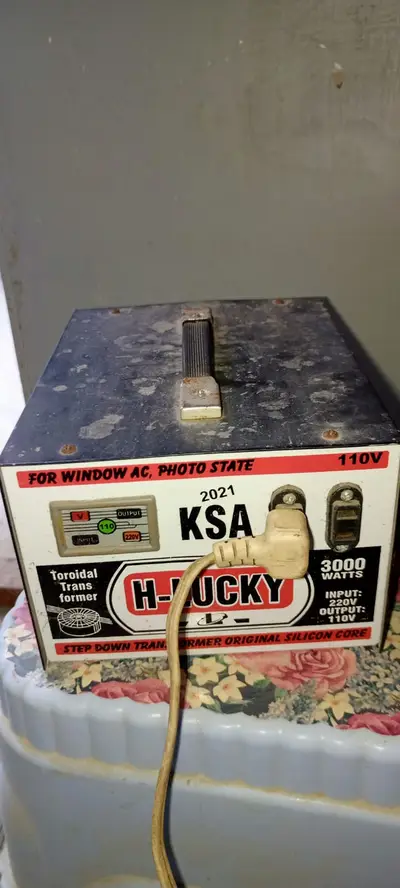 FOR WINDOW AC, PHOTO STATE 110V
2021
KSA
V OUTPUT
110
220V
Toroidal
Trans
former
H-LUCKY
3000
WATTS
INPUT:
220V
OUTPUT:
110V
STEP DOWN TRANSFORMER ORIGINAL SILICON CORE